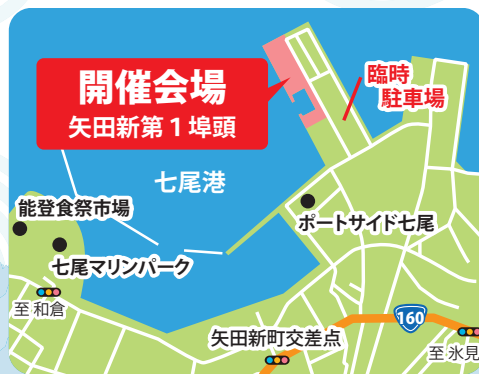 開催会場
矢田新第１埠頭
臨時
駐車場
七尾港
能登食祭市場
ポートサイド七尾
七尾マリンパーク
至 和倉
160
矢田新町交差点
至 氷見